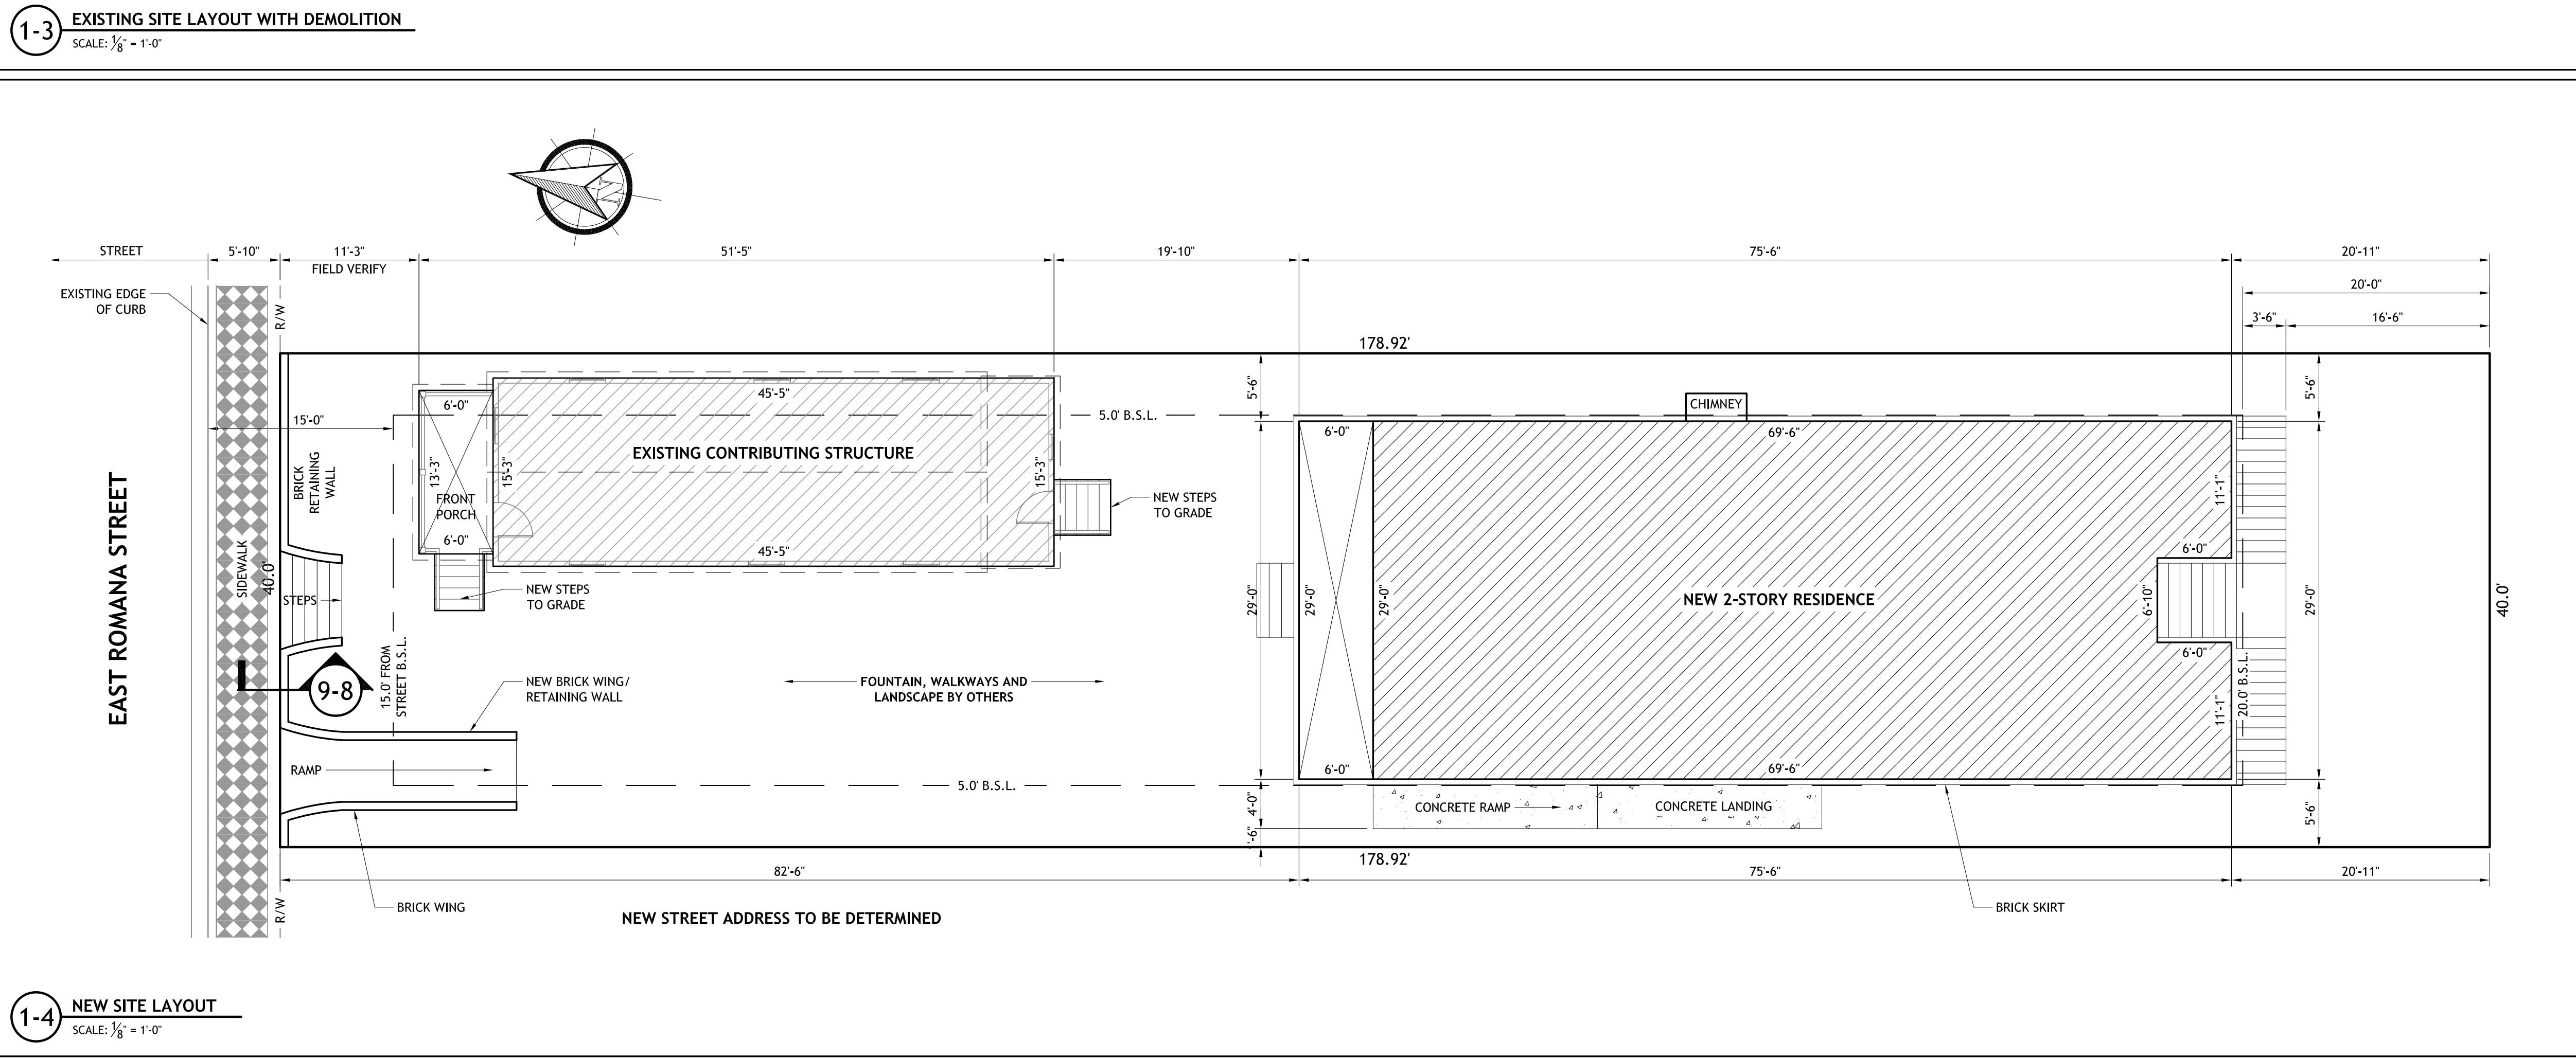 1-3
EXISTING SITE LAYOUT WITH DEMOLITION
SCALE: 1/8" = 1'-0"
STREET
5'-10"
11'-3"
FIELD VERIFY
51'-5"
19'-10"
75'-6"
20'-11"
20'-0"
3'-6"
16'-6"
EXISTING EDGE
OF CURB
R/W
178.92'
5'-6"
5'-6"
15'-0"
6'-0"
45'-5"
5.0' B.S.L.
CHIMNEY
6'-0"
69'-6"
EXISTING CONTRIBUTING STRUCTURE
BRICK
RETAINING
WALL
13'-3"
15'-3"
15'-3"
FRONT
PORCH
6'-0"
45'-5"
NEW STEPS
TO GRADE
11'-1"
6'-0"
EAST ROMANA STREET
SIDEWALK
40.0'
STEPS
NEW STEPS
TO GRADE
29'-0"
29'-0"
29'-0"
NEW 2-STORY RESIDENCE
6'-10"
29'-0"
40.0'
6'-0"
9-8
15.0' FROM
STREET B.S.L.
NEW BRICK WING/
RETAINING WALL
FOUNTAIN, WALKWAYS AND
LANDSCAPE BY OTHERS
11'-1"
20.0' B.S.L.
RAMP
5.0' B.S.L.
6'-0"
69'-6"
4'-0"
CONCRETE RAMP
CONCRETE LANDING
5'-6"
178.92'
82'-6"
75'-6"
20'-11"
R/W
BRICK WING
BRICK SKIRT
NEW STREET ADDRESS TO BE DETERMINED
1-4
NEW SITE LAYOUT
SCALE: 1/8" = 1'-0"